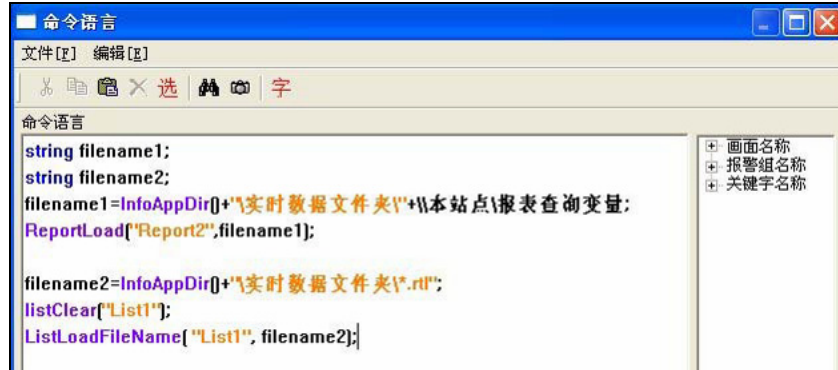 命令语言
文件[F] 编辑[E]
选 字
命令语言
string filename1;
string filename2;
filename1=InfoAppDir()+"\实时数据文件夹\"+\\本站点\报表查询变量;
ReportLoad("Report2",filename1);
filename2=InfoAppDir()+"\实时数据文件夹\*.rtl";
listClear("List1");
ListLoadFileName( "List1", filename2);
画面名称
报警组名称
关键字名称